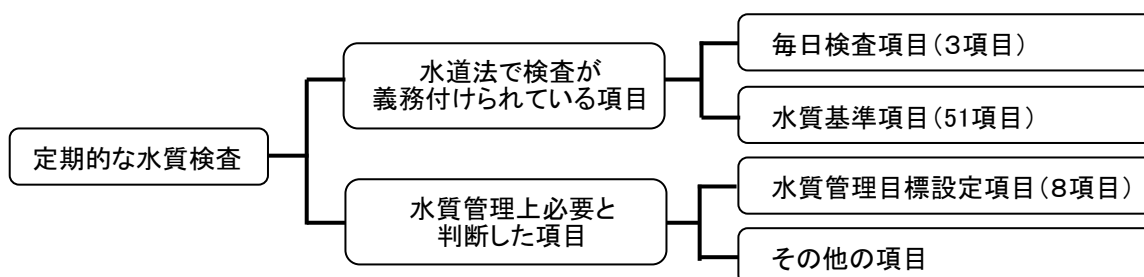 定期的な水質検査
水道法で検査が
義務付けられている項目
毎日検査項目(3項目)
水質基準項目(51項目)
水質管理上必要と
判断した項目
水質管理目標設定項目(8項目)
その他の項目